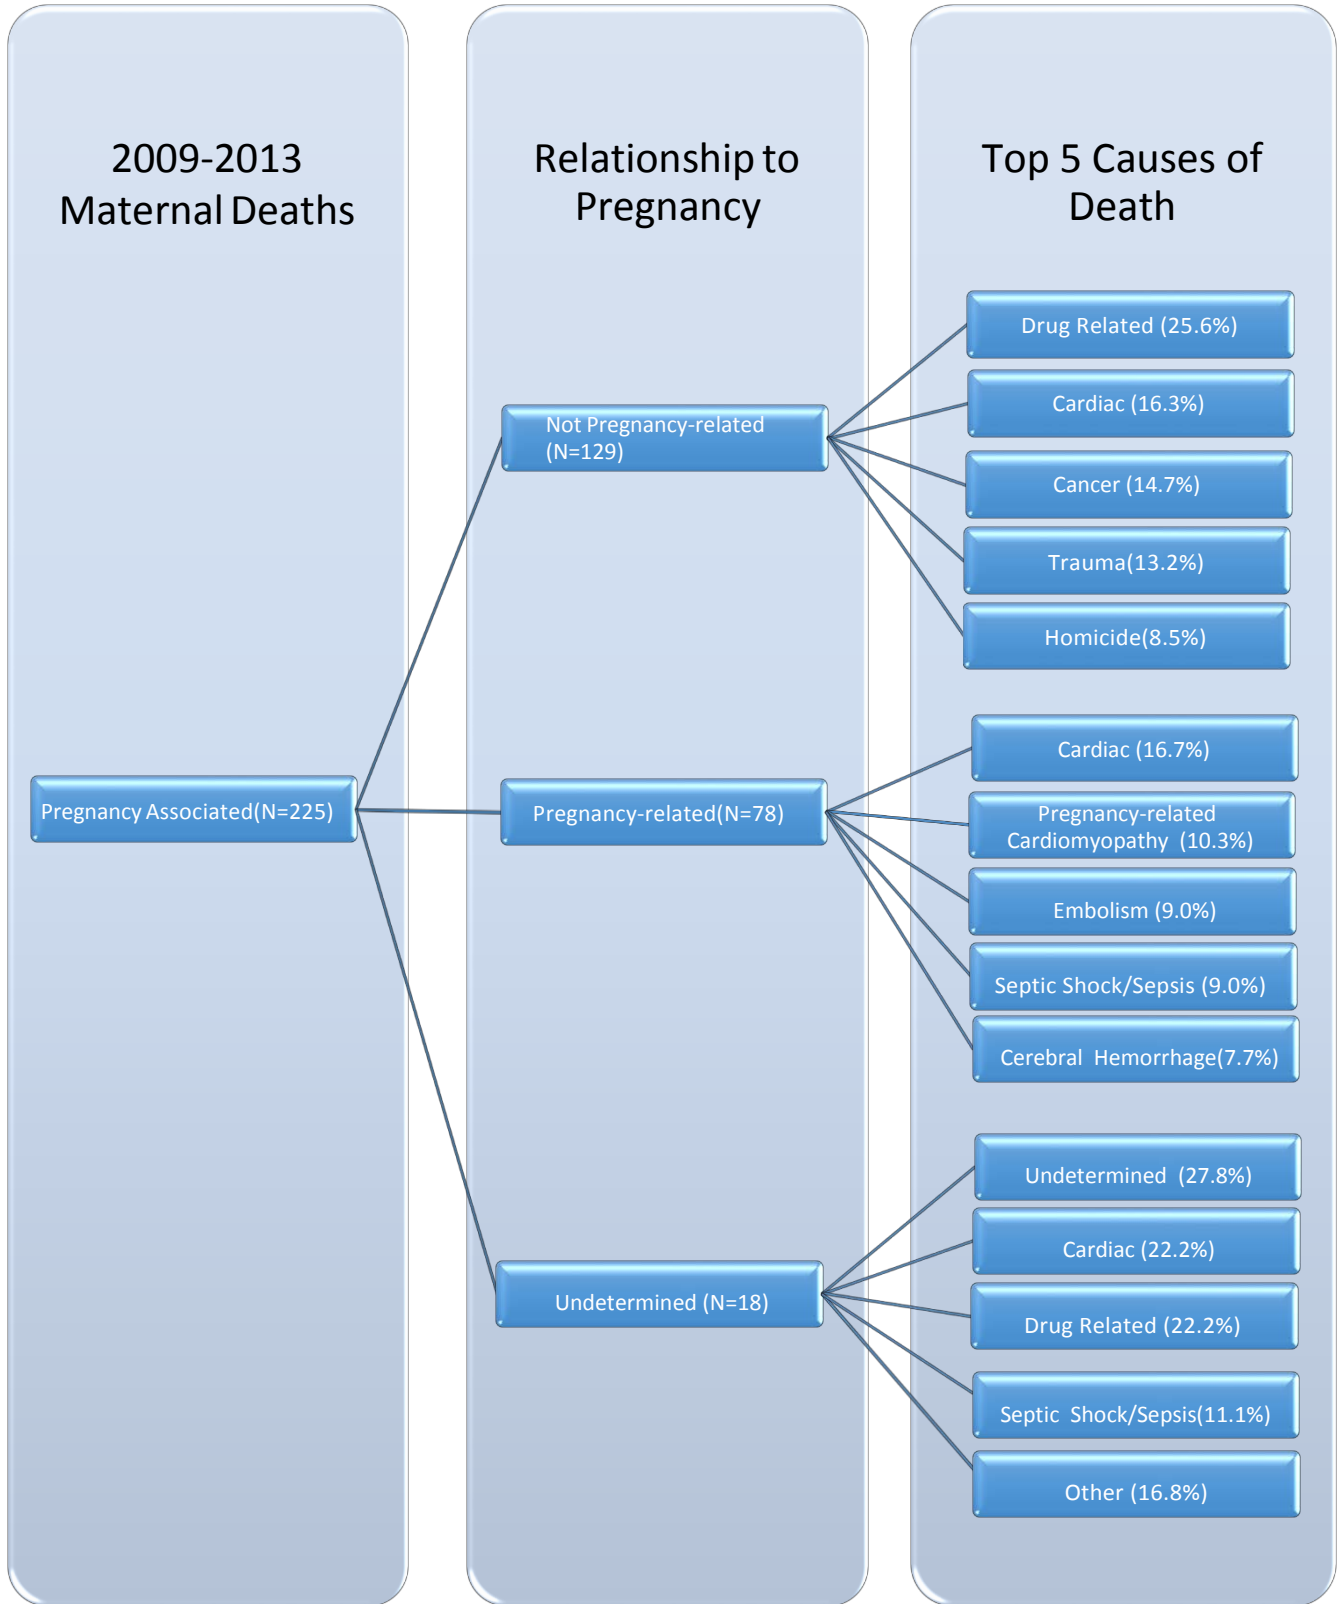 2009-2013
Maternal Deaths
Relationship to
Pregnancy
Top 5 Causes of
Death
Pregnancy Associated(N=225)
Not Pregnancy-related
(N=129)
Drug Related (25.6%)
Cardiac (16.3%)
Cancer (14.7%)
Trauma(13.2%)
Homicide(8.5%)
Pregnancy-related(N=78)
Cardiac (16.7%)
Pregnancy-related
Cardiomyopathy (10.3%)
Embolism (9.0%)
Septic Shock/Sepsis (9.0%)
Cerebral Hemorrhage(7.7%)
Undetermined (N=18)
Undetermined (27.8%)
Cardiac (22.2%)
Drug Related (22.2%)
Septic Shock/Sepsis(11.1%)
Other (16.8%)